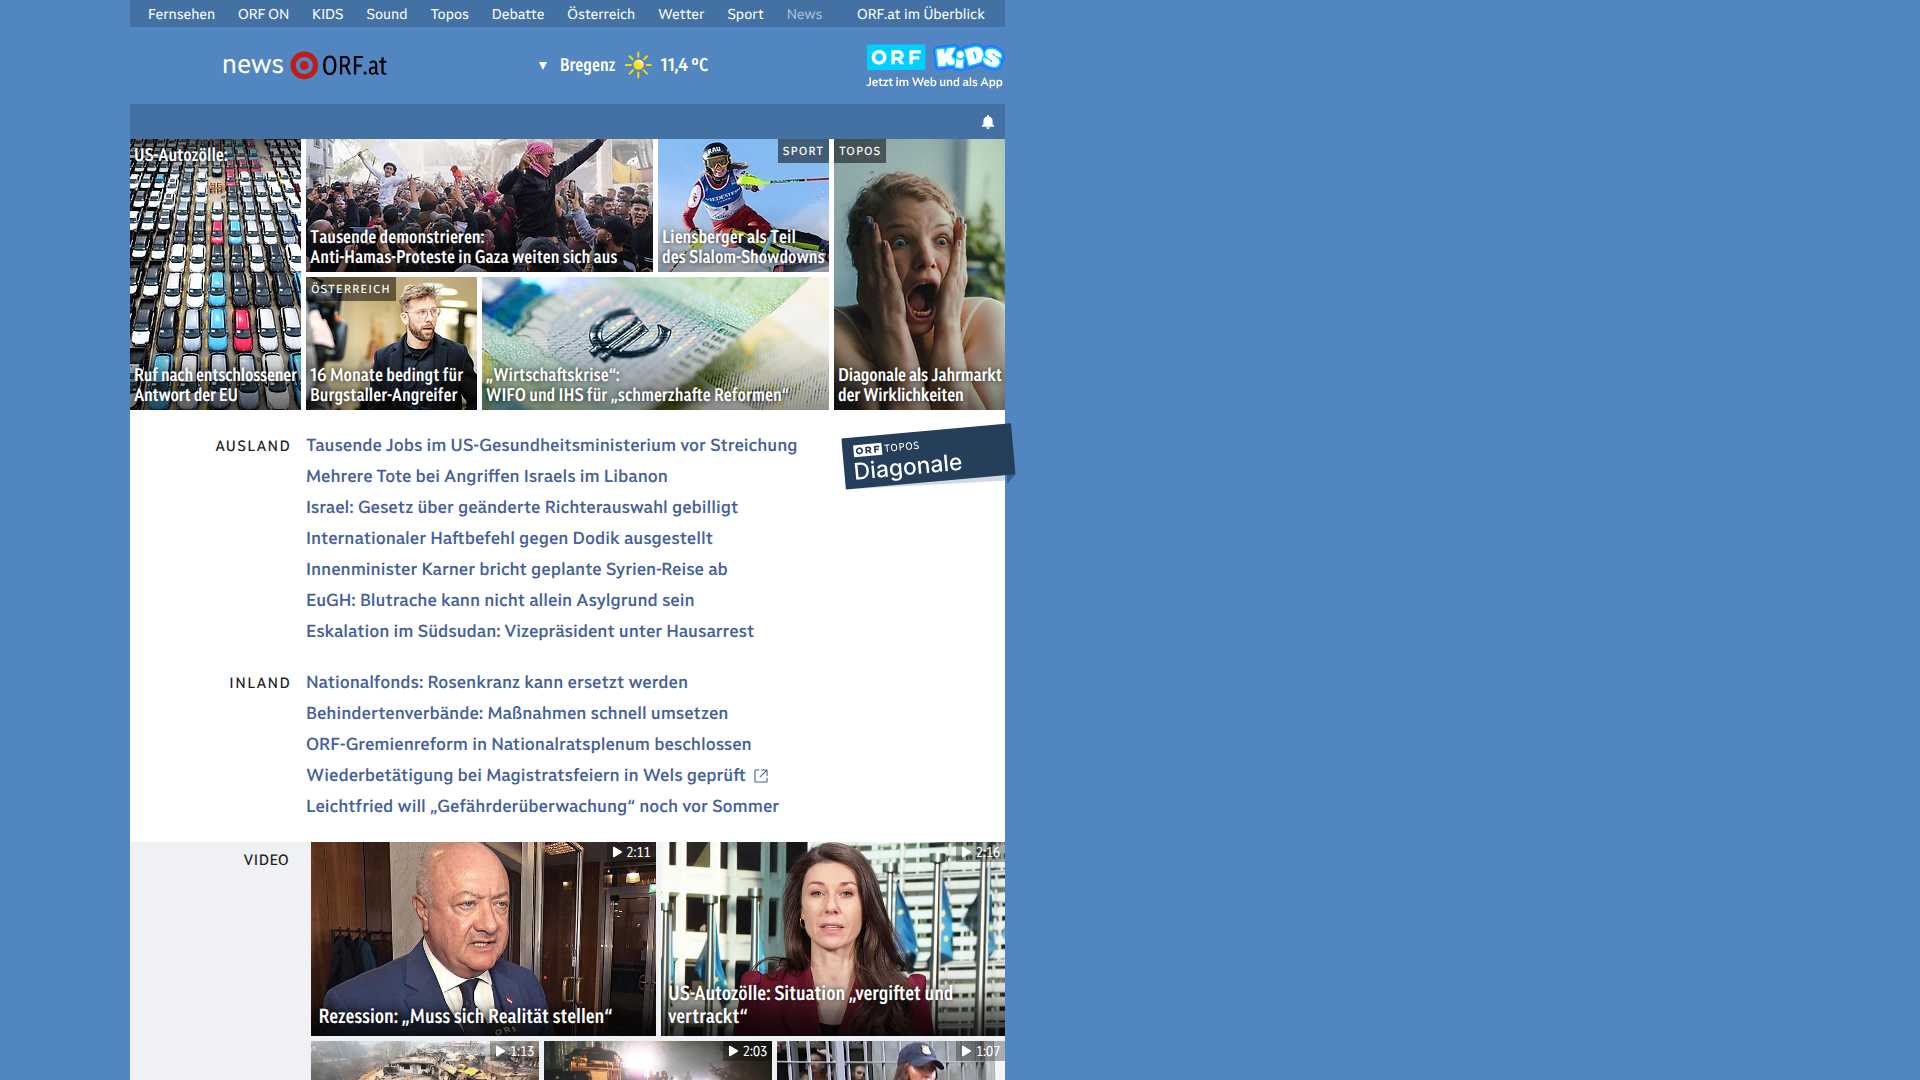 Fernsehen ORF ON KIDS Sound Topos Debatte Österreich Wetter Sport News ORF.at im Überblick
news ORF.at
▼ Bregenz 11,4 °C
ORF KIDS
Jetzt im Web und als App
US-Autozölle:
Ruf nach entschlossener
Antwort der EU
Tausende demonstrieren:
Anti-Hamas-Proteste in Gaza weiten sich aus
SPORT
Liensberger als Teil
des Slalom-Showdowns
TOPOS
Diagonale als Jahrmarkt
der Wirklichkeiten
ÖSTERREICH
16 Monate bedingt für
Burgstaller-Angreifer
„Wirtschaftskrise“:
WIFO und IHS für „schmerzhafte Reformen“
AUSLAND
Tausende Jobs im US-Gesundheitsministerium vor Streichung
Mehrere Tote bei Angriffen Israels im Libanon
Israel: Gesetz über geänderte Richterauswahl gebilligt
Internationaler Haftbefehl gegen Dodik ausgestellt
Innenminister Karner bricht geplante Syrien-Reise ab
EuGH: Blutrache kann nicht allein Asylgrund sein
Eskalation im Südsudan: Vizepräsident unter Hausarrest
ORF TOPOS
Diagonale
INLAND
Nationalfonds: Rosenkranz kann ersetzt werden
Behindertenverbände: Maßnahmen schnell umsetzen
ORF-Gremienreform in Nationalratsplenum beschlossen
Wiederbetätigung bei Magistratsfeiern in Wels geprüft
Leichtfried will „Gefährderüberwachung“ noch vor Sommer
VIDEO
2:11
Rezession: „Muss sich Realität stellen“
2:16
US-Autozölle: Situation „vergiftet und
vertrackt“
1:13
2:03
1:07